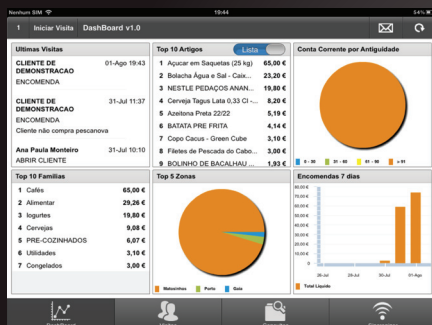 Nenhum SIM
19:44
54%
1 Iniciar Visita DashBoard v1.0
Ultimas Visitas
CLIENTE DE DEMONSTRACAO 01-Ago 19:43
ENCOMENDA
CLIENTE DE DEMONSTRACAO 31-Jul 11:37
ENCOMENDA
Cliente não compra pescanova
Ana Paula Monteiro 31-Jul 10:10
ABRIR CLIENTE
Top 10 Artigos Lista
1 Açucar em Saquetas (25 kg) 65,00 €
2 Bolacha Água e Sal - Caix... 23,20 €
3 NESTLE PEDAÇOS ANAN... 19,80 €
4 Cerveja Tagus Lata 0,33 Cl -... 8,20 €
5 Azeitona Preta 22/22 5,19 €
6 BATATA PRE FRITA 4,14 €
7 Copo Cacus - Green Cube 3,10 €
8 Filetes de Pescada do Cabo... 3,00 €
9 BOLINHO DE BACALHAU ... 1,93 €
Conta Corrente por Antiguidade
0 - 30 31 - 60 61 - 90 > 91
Top 10 Familias
1 Cafés 65,00 €
2 Alimentar 29,26 €
3 Iogurtes 19,80 €
4 Cervejas 9,08 €
5 PRE-COZINHADOS 6,07 €
6 Utilidades 3,10 €
7 Congelados 3,00 €
Top 5 Zonas
Matosinhos Porto Gaia
Encomendas 7 dias
80,00 €
70,00 €
60,00 €
50,00 €
40,00 €
30,00 €
20,00 €
10,00 €
0
26-Jul 29-Jul 30-Jul 01-Ago
Total Liquido
DashBoard